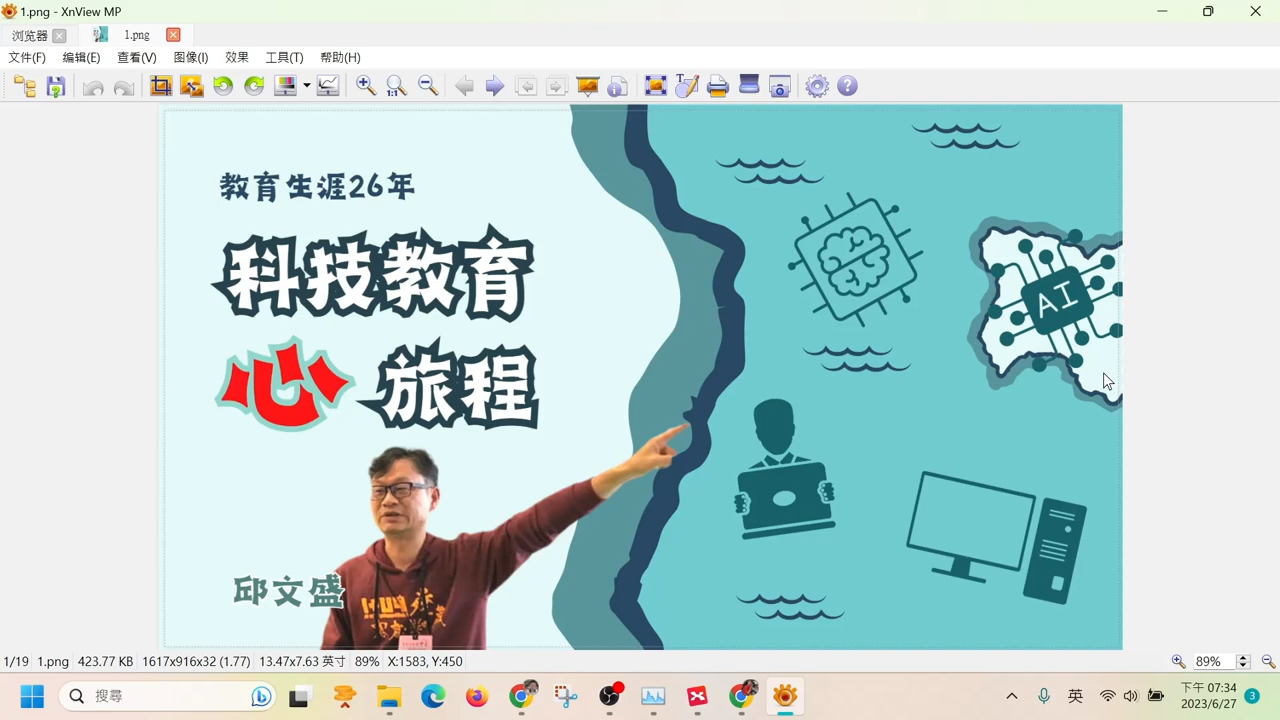 1.png - XnView MP
浏览器
1.png
文件(F) 编辑(E) 查看(V) 图像(I) 效果 工具(T) 帮助(H)
1:1
教育生涯26年
科技教育
心 旅程
AI
邱文盛
1/19 1.png 423.77 KB 1617x916x32 (1.77) 13.47x7.63 英寸 89% X:1583, Y:450
89%
搜尋
英
下午 07:34
2023/6/27
3